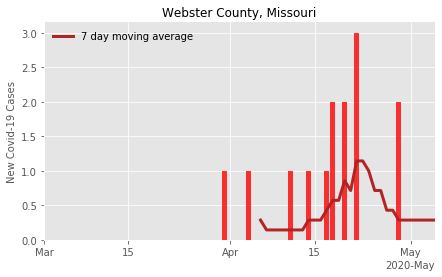 Webster County, Missouri
7 day moving average
New Covid-19 Cases
3.0
2.5
2.0
1.5
1.0
0.5
0.0
Mar 15 Apr 15 May
2020-May